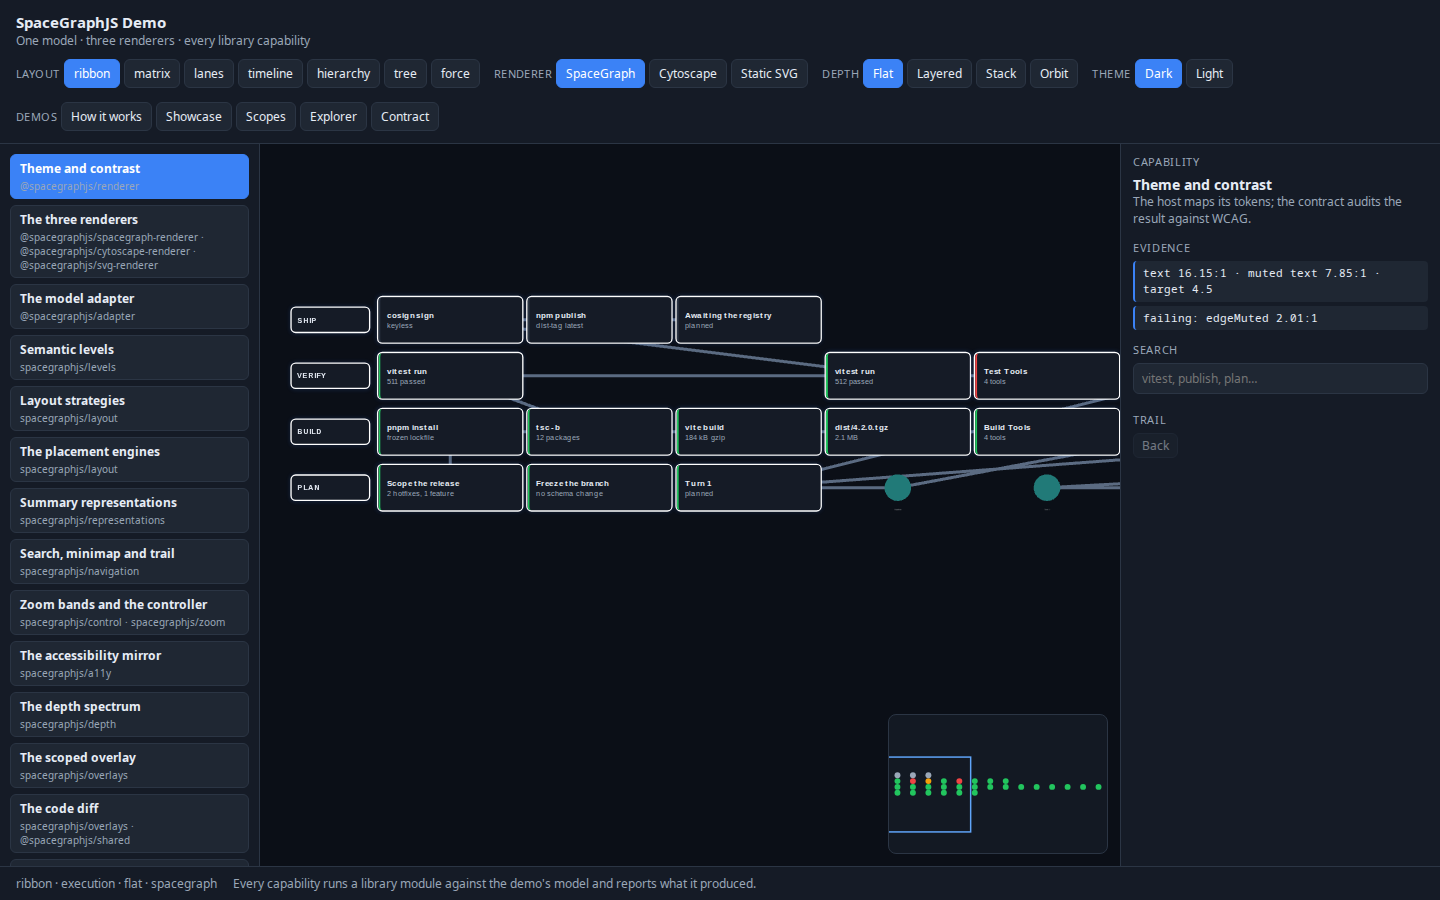 SpaceGraphJS Demo
One model · three renderers · every library capability
LAYOUT ribbon matrix lanes timeline hierarchy tree force RENDERER SpaceGraph Cytoscape Static SVG DEPTH Flat Layered Stack Orbit THEME Dark Light
DEMOS How it works Showcase Scopes Explorer Contract
Theme and contrast
@spacegraphjs/renderer
The three renderers
@spacegraphjs/spacegraph-renderer ·
@spacegraphjs/cytoscape-renderer ·
@spacegraphjs/svg-renderer
The model adapter
@spacegraphjs/adapter
Semantic levels
spacegraphjs/levels
Layout strategies
spacegraphjs/layout
The placement engines
spacegraphjs/layout
Summary representations
spacegraphjs/representations
Search, minimap and trail
spacegraphjs/navigation
Zoom bands and the controller
spacegraphjs/control · spacegraphjs/zoom
The accessibility mirror
spacegraphjs/a11y
The depth spectrum
spacegraphjs/depth
The scoped overlay
spacegraphjs/overlays
The code diff
spacegraphjs/overlays ·
@spacegraphjs/shared
SHIP
cosign sign
keyless
npm publish
dist-tag latest
Awaiting the registry
planned
VERIFY
vitest run
511 passed
vitest run
512 passed
Test Tools
4 tools
BUILD
pnpm install
frozen lockfile
tsc -b
12 packages
vite build
184 kB gzip
dist/4.2.0.tgz
2.1 MB
Build Tools
4 tools
PLAN
Scope the release
2 hotfixes, 1 feature
Freeze the branch
no schema change
Turn 1
planned
CAPABILITY
Theme and contrast
The host maps its tokens; the contract audits the
result against WCAG.
EVIDENCE
text 16.15:1 · muted text 7.85:1 ·
target 4.5
failing: edgeMuted 2.01:1
SEARCH
vitest, publish, plan...
TRAIL
Back
ribbon · execution · flat · spacegraph Every capability runs a library module against the demo's model and reports what it produced.